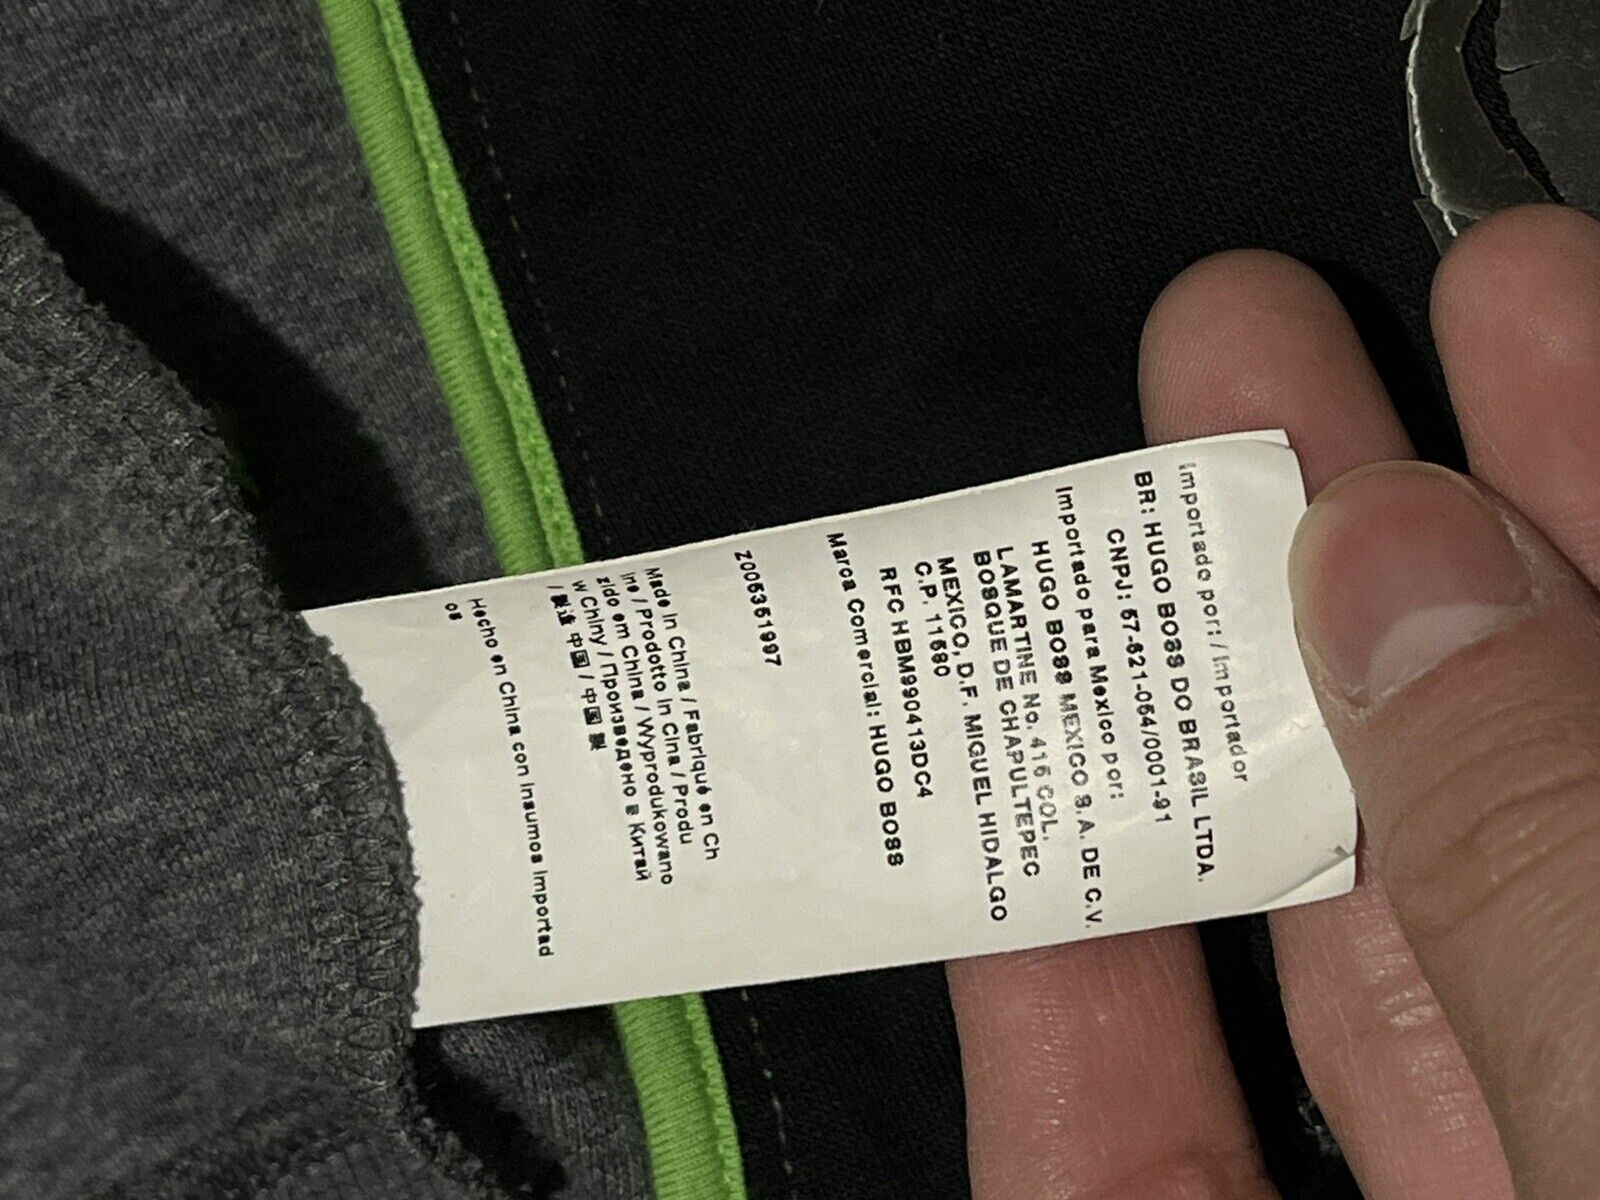 Importado por: / Importador
BR: HUGO BOSS DO BRASIL LTDA.
CNPJ: 67-621-054/0001-91
Importado para Mexico por:
HUGO BOSS MEXICO S.A. DE C.V.
LAMARTINE No. 415 COL.
BOSQUE DE CHAPULTEPEC
MEXICO, D.F. MIGUEL HIDALGO
C.P. 11580
RFC HBM990413DC4
Marca Comercial: HUGO BOSS
Z005351997
Made in China / Fabriqué en Ch
ine / Prodotto in Cina / Produ
zido em China / Wyprodukowano
w Chiny / Произведено в Китай
/ 製造 中国 / 中国 製
Hecho en China con Insumos Importad
os